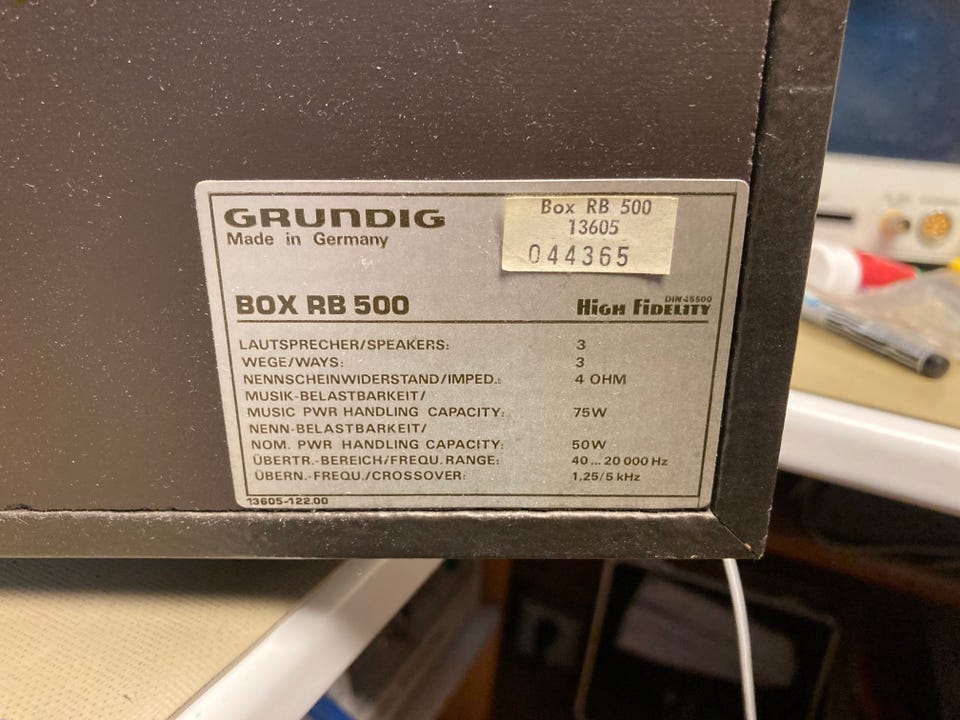 GRUNDIG
Made in Germany
Box RB 500
13605
044365
BOX RB 500
DIN 45500
HIGH FIDELITY
LAUTSPRECHER/SPEAKERS: 3
WEGE/WAYS: 3
NENNSCHEINWIDERSTAND/IMPED.: 4 OHM
MUSIK-BELASTBARKEIT/
MUSIC PWR HANDLING CAPACITY: 75W
NENN-BELASTBARKEIT/
NOM. PWR HANDLING CAPACITY: 50W
ÜBERTR.-BEREICH/FREQU. RANGE: 40...20 000 Hz
ÜBERN.-FREQU./CROSSOVER: 1,25/5 kHz
13605-122.00